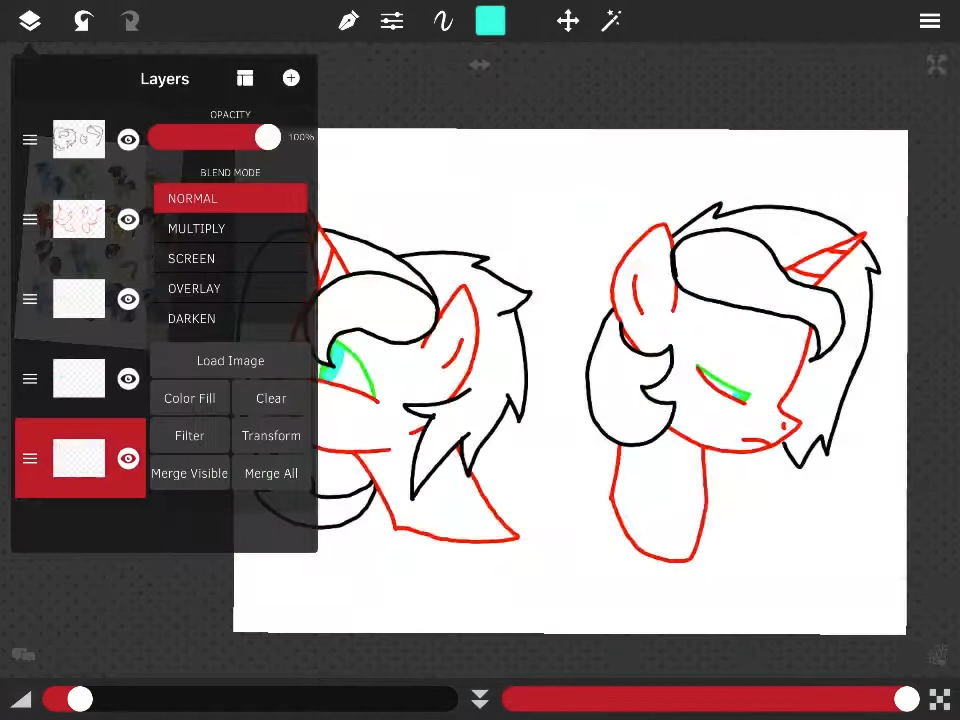 Layers
OPACITY
100%
BLEND MODE
NORMAL
MULTIPLY
SCREEN
OVERLAY
DARKEN
Load Image
Color Fill Clear
Filter Transform
Merge Visible Merge All